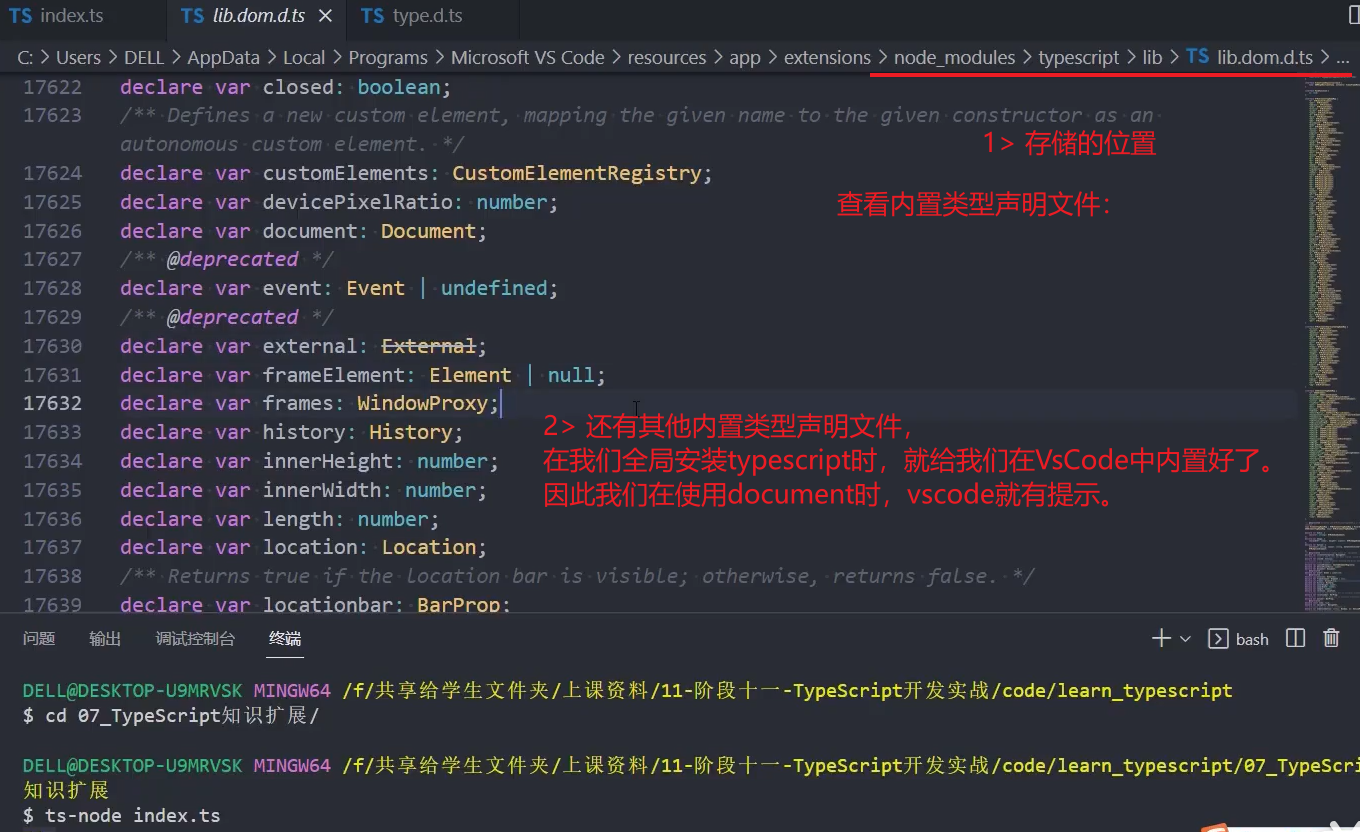 TS index.ts TS lib.dom.d.ts × TS type.d.ts
C: > Users > DELL > AppData > Local > Programs > Microsoft VS Code > resources > app > extensions > node_modules > typescript > lib > TS lib.dom.d.ts > ...
17622 declare var closed: boolean;
17623 /** Defines a new custom element, mapping the given name to the given constructor as an
autonomous custom element. */
1> 存储的位置
17624 declare var customElements: CustomElementRegistry;
17625 declare var devicePixelRatio: number;
查看内置类型声明文件：
17626 declare var document: Document;
17627 /** @deprecated */
17628 declare var event: Event | undefined;
17629 /** @deprecated */
17630 declare var external: External;
17631 declare var frameElement: Element | null;
17632 declare var frames: WindowProxy;
17633 declare var history: History;
2> 还有其他内置类型声明文件，
17634 declare var innerHeight: number;
在我们全局安装typescript时，就给我们在VsCode中内置好了。
17635 declare var innerWidth: number;
因此我们在使用document时，vscode就有提示。
17636 declare var length: number;
17637 declare var location: Location;
17638 /** Returns true if the location bar is visible; otherwise, returns false. */
17639 declare var locationbar: BarProp;
问题 输出 调试控制台 终端 bash
DELL@DESKTOP-U9MRVSK MINGW64 /f/共享给学生文件夹/上课资料/11-阶段十一-TypeScript开发实战/code/learn_typescript
$ cd 07_TypeScript知识扩展/
DELL@DESKTOP-U9MRVSK MINGW64 /f/共享给学生文件夹/上课资料/11-阶段十一-TypeScript开发实战/code/learn_typescript/07_TypeScri
知识扩展
$ ts-node index.ts